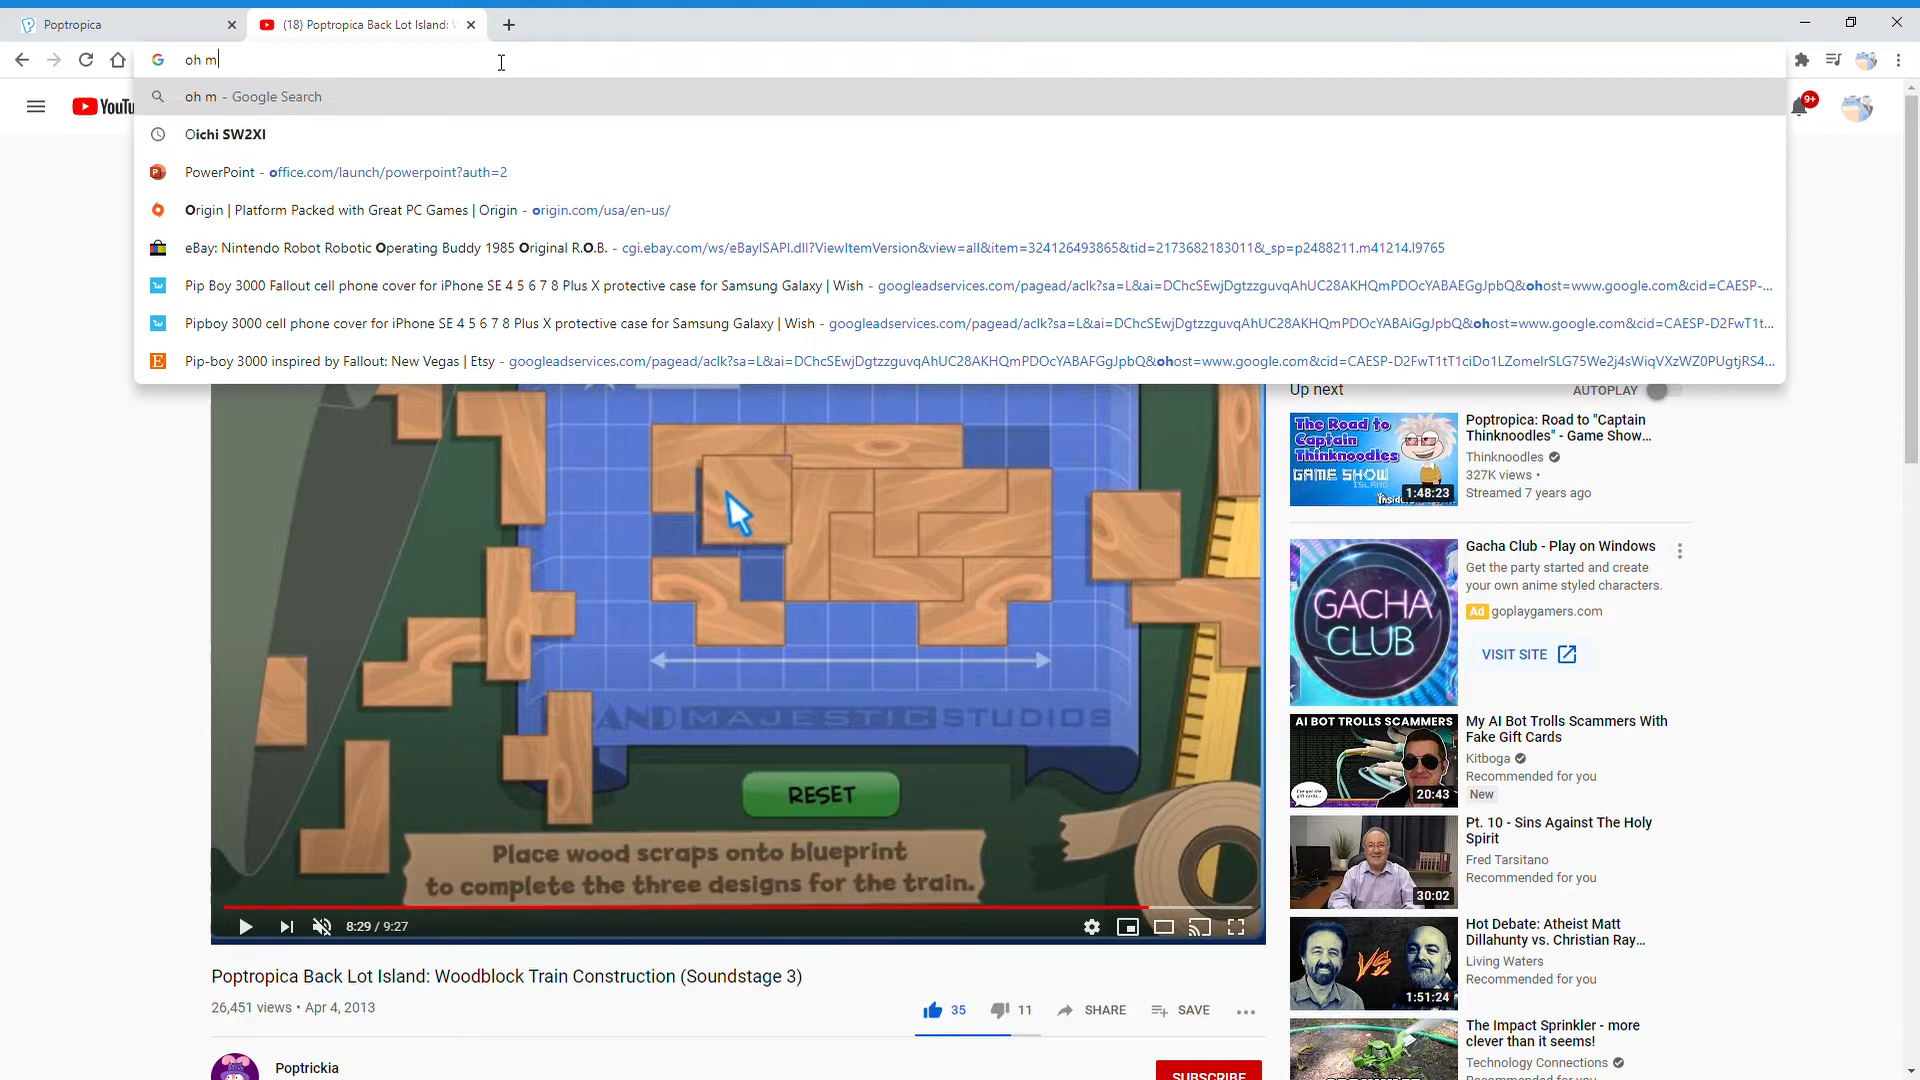 Poptropica
(18) Poptropica Back Lot Island: W
oh m
oh m - Google Search
Oichi SW2XI
PowerPoint - office.com/launch/powerpoint?auth=2
Origin | Platform Packed with Great PC Games | Origin - origin.com/usa/en-us/
eBay: Nintendo Robot Robotic Operating Buddy 1985 Original R.O.B. - cgi.ebay.com/ws/eBayISAPI.dll?ViewItemVersion&view=all&item=324126493865&tid=2173682183011&_sp=p2488211.m41214.l9765
Pip Boy 3000 Fallout cell phone cover for iPhone SE 4 5 6 7 8 Plus X protective case for Samsung Galaxy | Wish - googleadservices.com/pagead/aclk?sa=L&ai=DChcSEwjDgtzzguvqAhUC28AKHQmPDOcYABAEGgJpbQ&ohost=www.google.com&cid=CAESP-...
Pipboy 3000 cell phone cover for iPhone SE 4 5 6 7 8 Plus X protective case for Samsung Galaxy | Wish - googleadservices.com/pagead/aclk?sa=L&ai=DChcSEwjDgtzzguvqAhUC28AKHQmPDOcYABAiGgJpbQ&ohost=www.google.com&cid=CAESP-D2FwT1t...
Pip-boy 3000 inspired by Fallout: New Vegas | Etsy - googleadservices.com/pagead/aclk?sa=L&ai=DChcSEwjDgtzzguvqAhUC28AKHQmPDOcYABAFGgJpbQ&ohost=www.google.com&cid=CAESP-D2FwT1tT1ciDo1LZomeIrSLG75We2j4sWiqVXzWZ0PUgtjRS4...
YouTu
9+
MAJESTIC STUDIOS
RESET
Place wood scraps onto blueprint
to complete the three designs for the train.
8:29 / 9:27
Poptropica Back Lot Island: Woodblock Train Construction (Soundstage 3)
26,451 views • Apr 4, 2013
35
11
SHARE
SAVE
Poptrickia
SUBSCRIBE
Up next
AUTOPLAY
The Road to
Captain
Thinknoodles
GAME SHOW
ISLAND
1:48:23
Poptropica: Road to "Captain
Thinknoodles" - Game Show...
Thinknoodles
327K views •
Streamed 7 years ago
GACHA
CLUB
Gacha Club - Play on Windows
Get the party started and create
your own anime styled characters.
Ad goplaygamers.com
VISIT SITE
AI BOT TROLLS SCAMMERS
20:43
My AI Bot Trolls Scammers With
Fake Gift Cards
Kitboga
Recommended for you
New
30:02
Pt. 10 - Sins Against The Holy
Spirit
Fred Tarsitano
Recommended for you
VS
1:51:24
Hot Debate: Atheist Matt
Dillahunty vs. Christian Ray...
Living Waters
Recommended for you
The Impact Sprinkler - more
clever than it seems!
Technology Connections
Recommended for you